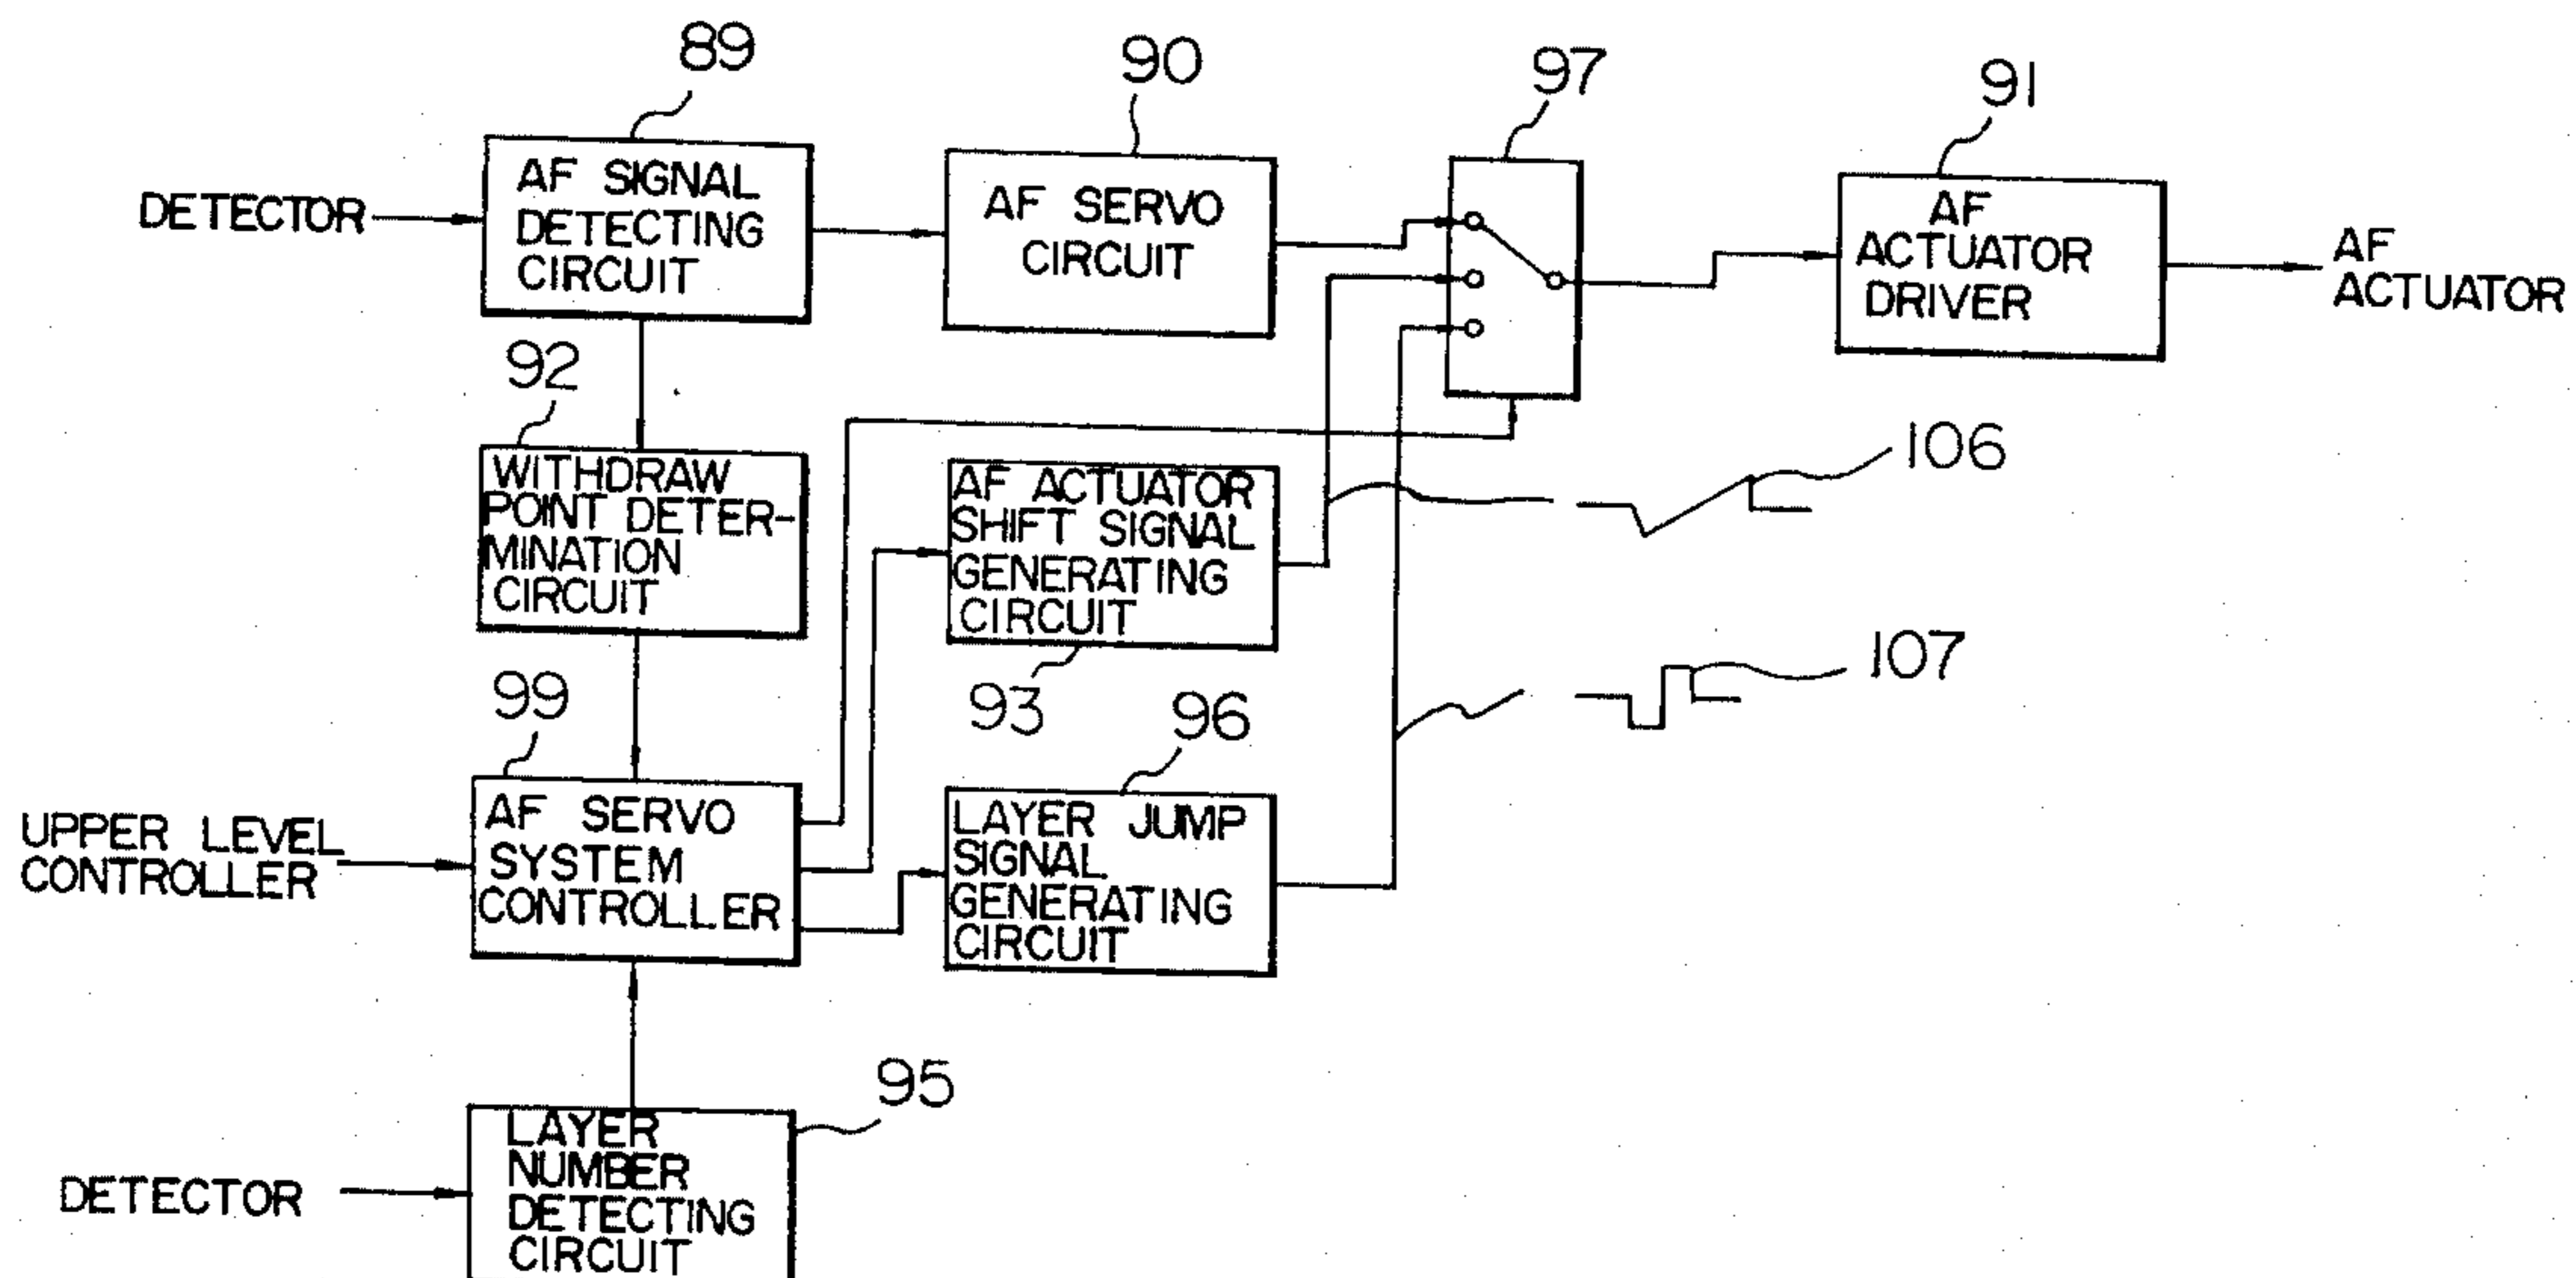 89
90
97
91
DETECTOR
AF SIGNAL
DETECTING
CIRCUIT
AF SERVO
CIRCUIT
AF
ACTUATOR
DRIVER
AF
ACTUATOR
92
106
WITHDRAW
POINT DETER-
MINATION
CIRCUIT
AF ACTUATOR
SHIFT SIGNAL
GENERATING
CIRCUIT
107
99
93
96
UPPER LEVEL
CONTROLLER
AF SERVO
SYSTEM
CONTROLLER
LAYER JUMP
SIGNAL
GENERATING
CIRCUIT
95
DETECTOR
LAYER
NUMBER
DETECTING
CIRCUIT